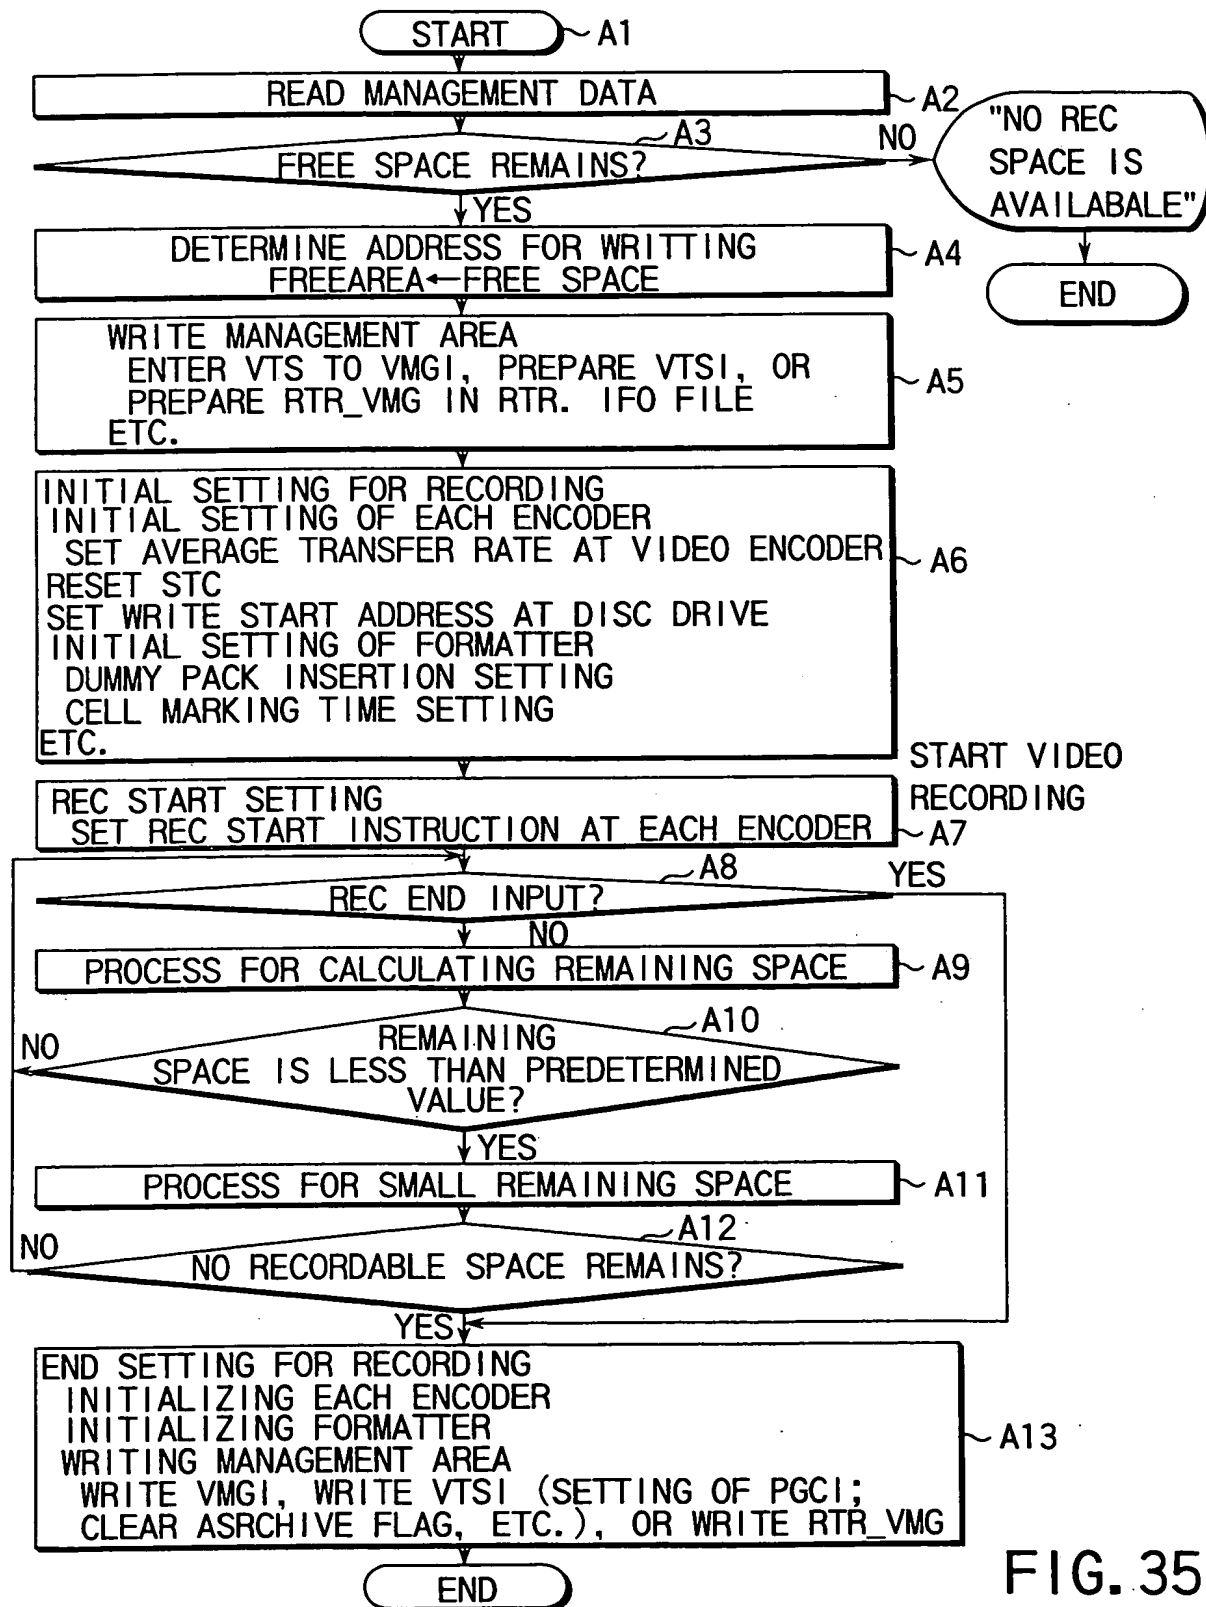 START
A1
READ MANAGEMENT DATA
A2
A3
FREE SPACE REMAINS?
NO
"NO REC
SPACE IS
AVAILABALE"
END
YES
DETERMINE ADDRESS FOR WRITTING
FREEAREA←FREE SPACE
A4
WRITE MANAGEMENT AREA
ENTER VTS TO VMGI, PREPARE VTSI, OR
PREPARE RTR_VMG IN RTR. IFO FILE
ETC.
A5
INITIAL SETTING FOR RECORDING
INITIAL SETTING OF EACH ENCODER
SET AVERAGE TRANSFER RATE AT VIDEO ENCODER
RESET STC
SET WRITE START ADDRESS AT DISC DRIVE
INITIAL SETTING OF FORMATTER
DUMMY PACK INSERTION SETTING
CELL MARKING TIME SETTING
ETC.
A6
START VIDEO
RECORDING
REC START SETTING
SET REC START INSTRUCTION AT EACH ENCODER
A7
A8
REC END INPUT?
YES
NO
PROCESS FOR CALCULATING REMAINING SPACE
A9
A10
REMAINING
SPACE IS LESS THAN PREDETERMINED
VALUE?
NO
YES
PROCESS FOR SMALL REMAINING SPACE
A11
A12
NO
NO RECORDABLE SPACE REMAINS?
YES
END SETTING FOR RECORDING
INITIALIZING EACH ENCODER
INITIALIZING FORMATTER
WRITING MANAGEMENT AREA
WRITE VMGI, WRITE VTSI (SETTING OF PGCI;
CLEAR ASRCHIVE FLAG, ETC.), OR WRITE RTR_VMG
A13
END
FIG. 35